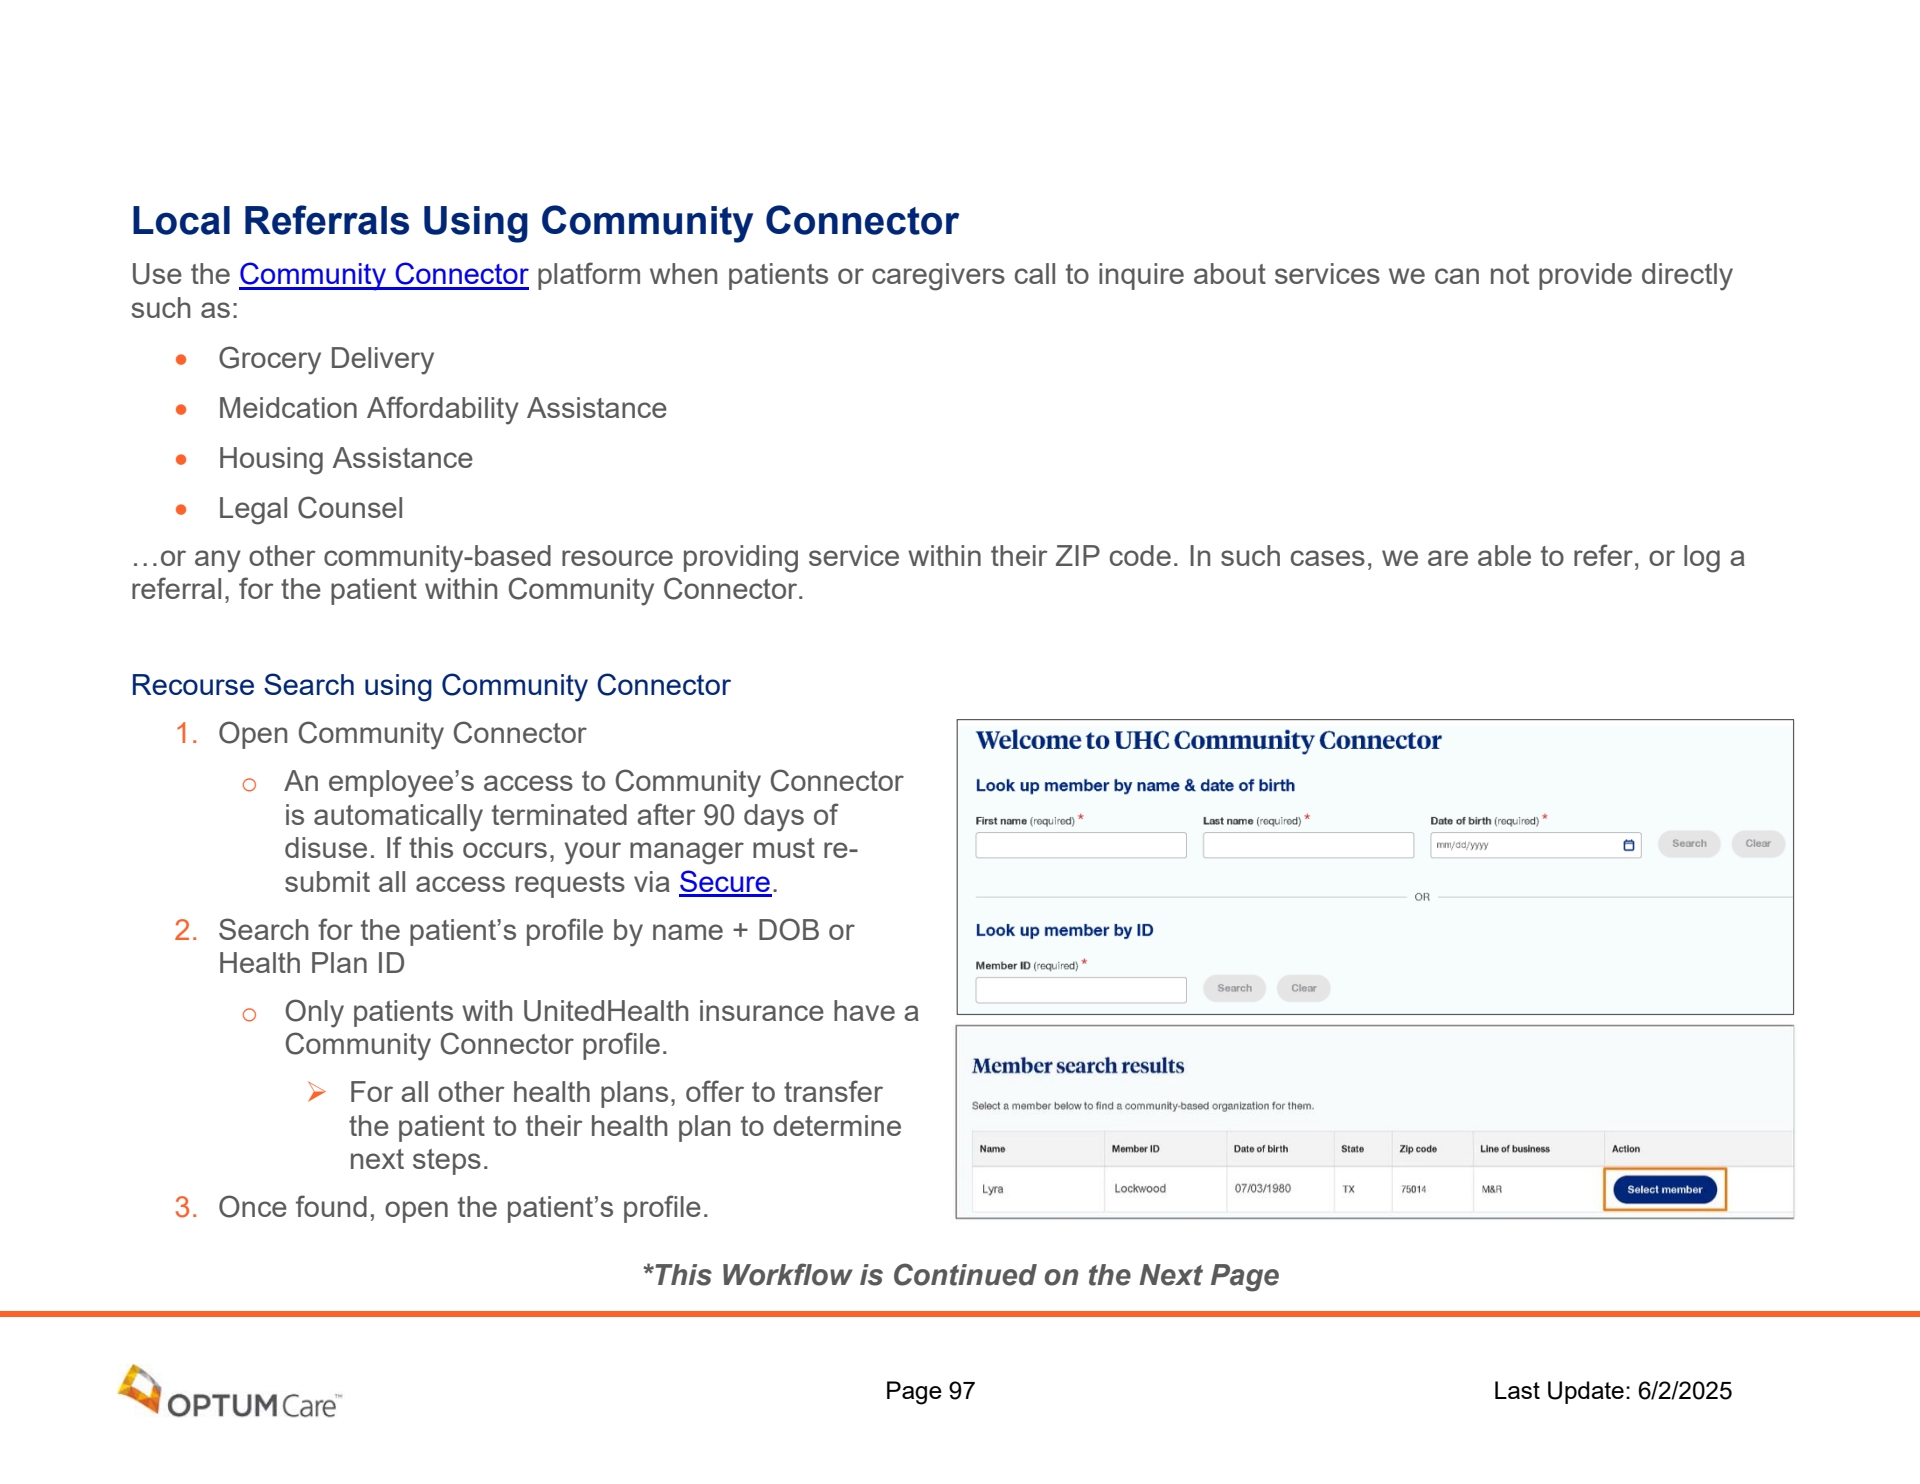 Local Referrals Using Community Connector
Use the Community Connector platform when patients or caregivers call to inquire about services we can not provide directly
such as:
• Grocery Delivery
• Meidcation Affordability Assistance
• Housing Assistance
• Legal Counsel
…or any other community-based resource providing service within their ZIP code. In such cases, we are able to refer, or log a
referral, for the patient within Community Connector.
Recourse Search using Community Connector
1. Open Community Connector
o An employee’s access to Community Connector
is automatically terminated after 90 days of
disuse. If this occurs, your manager must re-
submit all access requests via Secure.
2. Search for the patient’s profile by name + DOB or
Health Plan ID
o Only patients with UnitedHealth insurance have a
Community Connector profile.
➢ For all other health plans, offer to transfer
the patient to their health plan to determine
next steps.
3. Once found, open the patient’s profile.
Welcome to UHC Community Connector
Look up member by name & date of birth
First name (required) * Last name (required) * Date of birth (required) *
mm/dd/yyyy Search Clear
OR
Look up member by ID
Member ID (required) *
Search Clear
Member search results
Select a member below to find a community-based organization for them.
Name Member ID Date of birth State Zip code Line of business Action
Lyra Lockwood 07/03/1980 TX 75014 M&R Select member
*This Workflow is Continued on the Next Page
OPTUMCare™ Page 97 Last Update: 6/2/2025